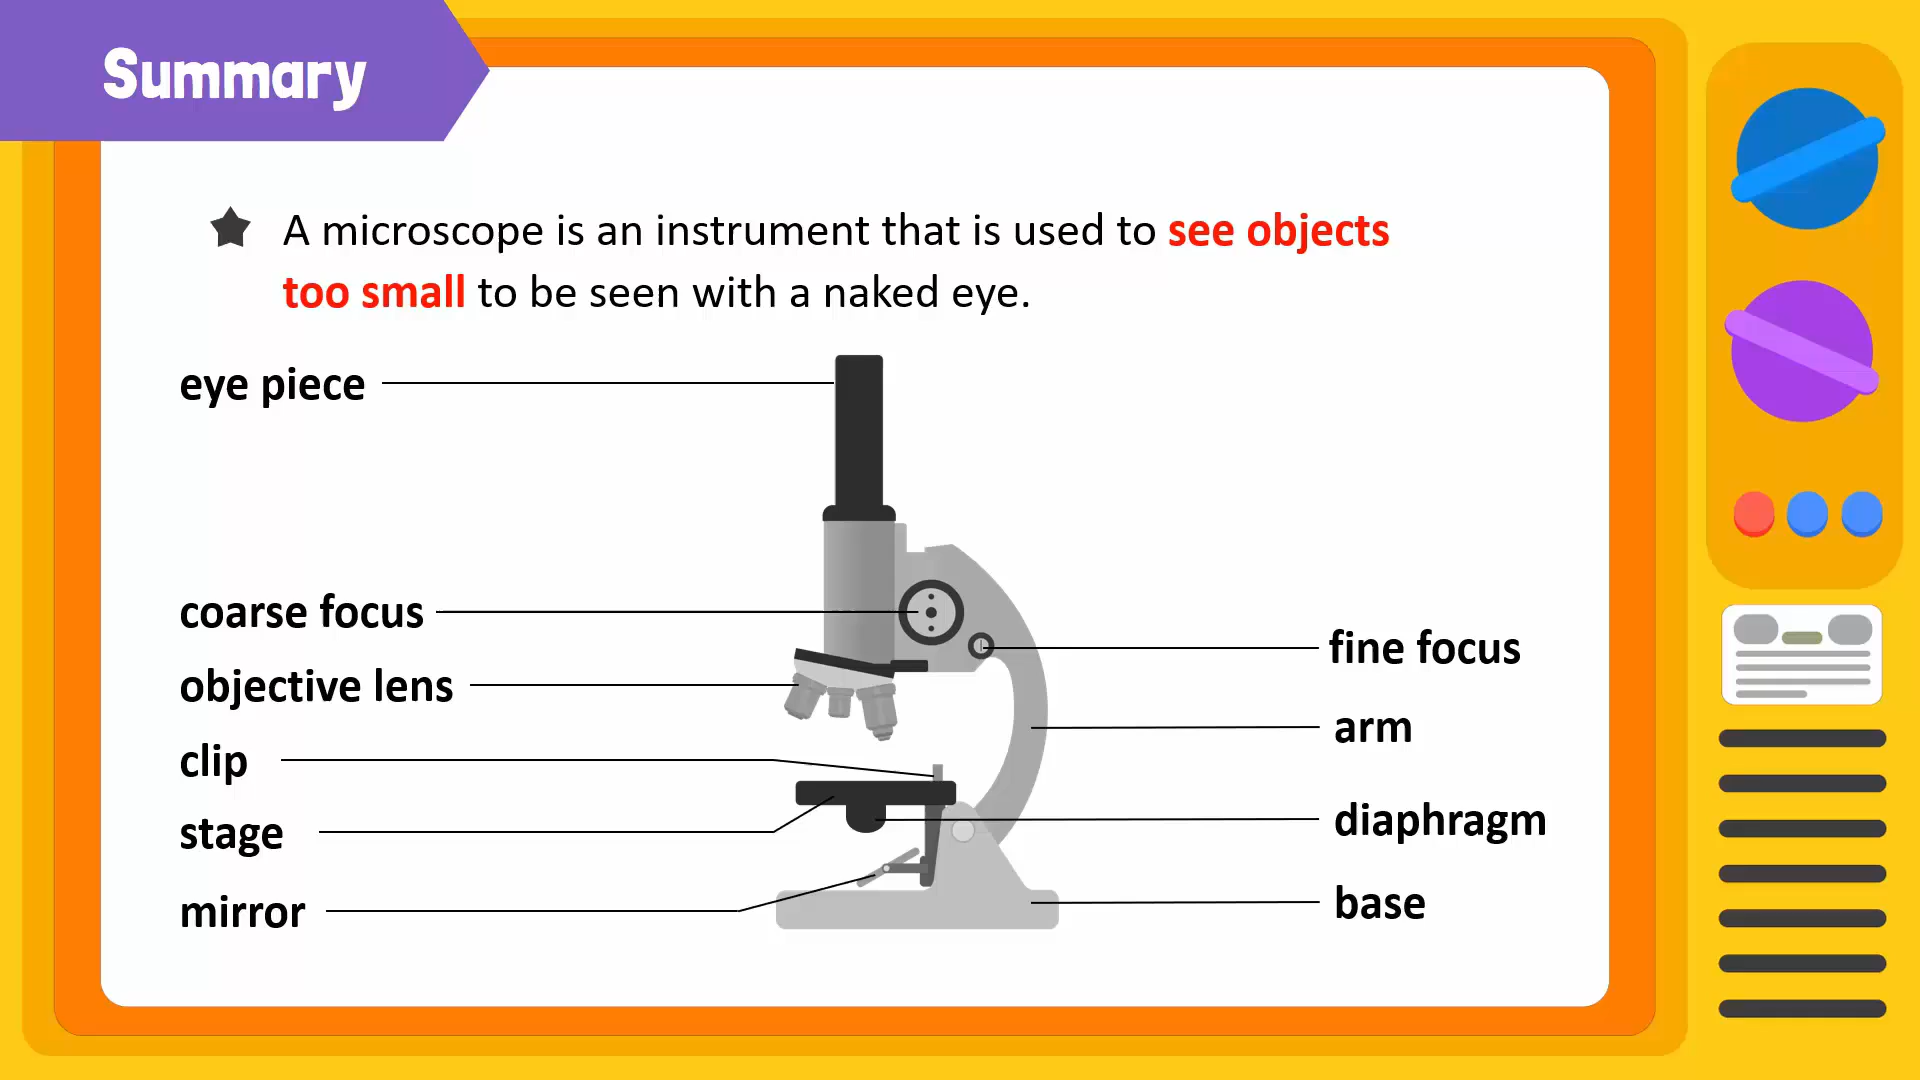 Summary
A microscope is an instrument that is used to see objects
too small to be seen with a naked eye.
eye piece
coarse focus
objective lens
clip
stage
mirror
fine focus
arm
diaphragm
base